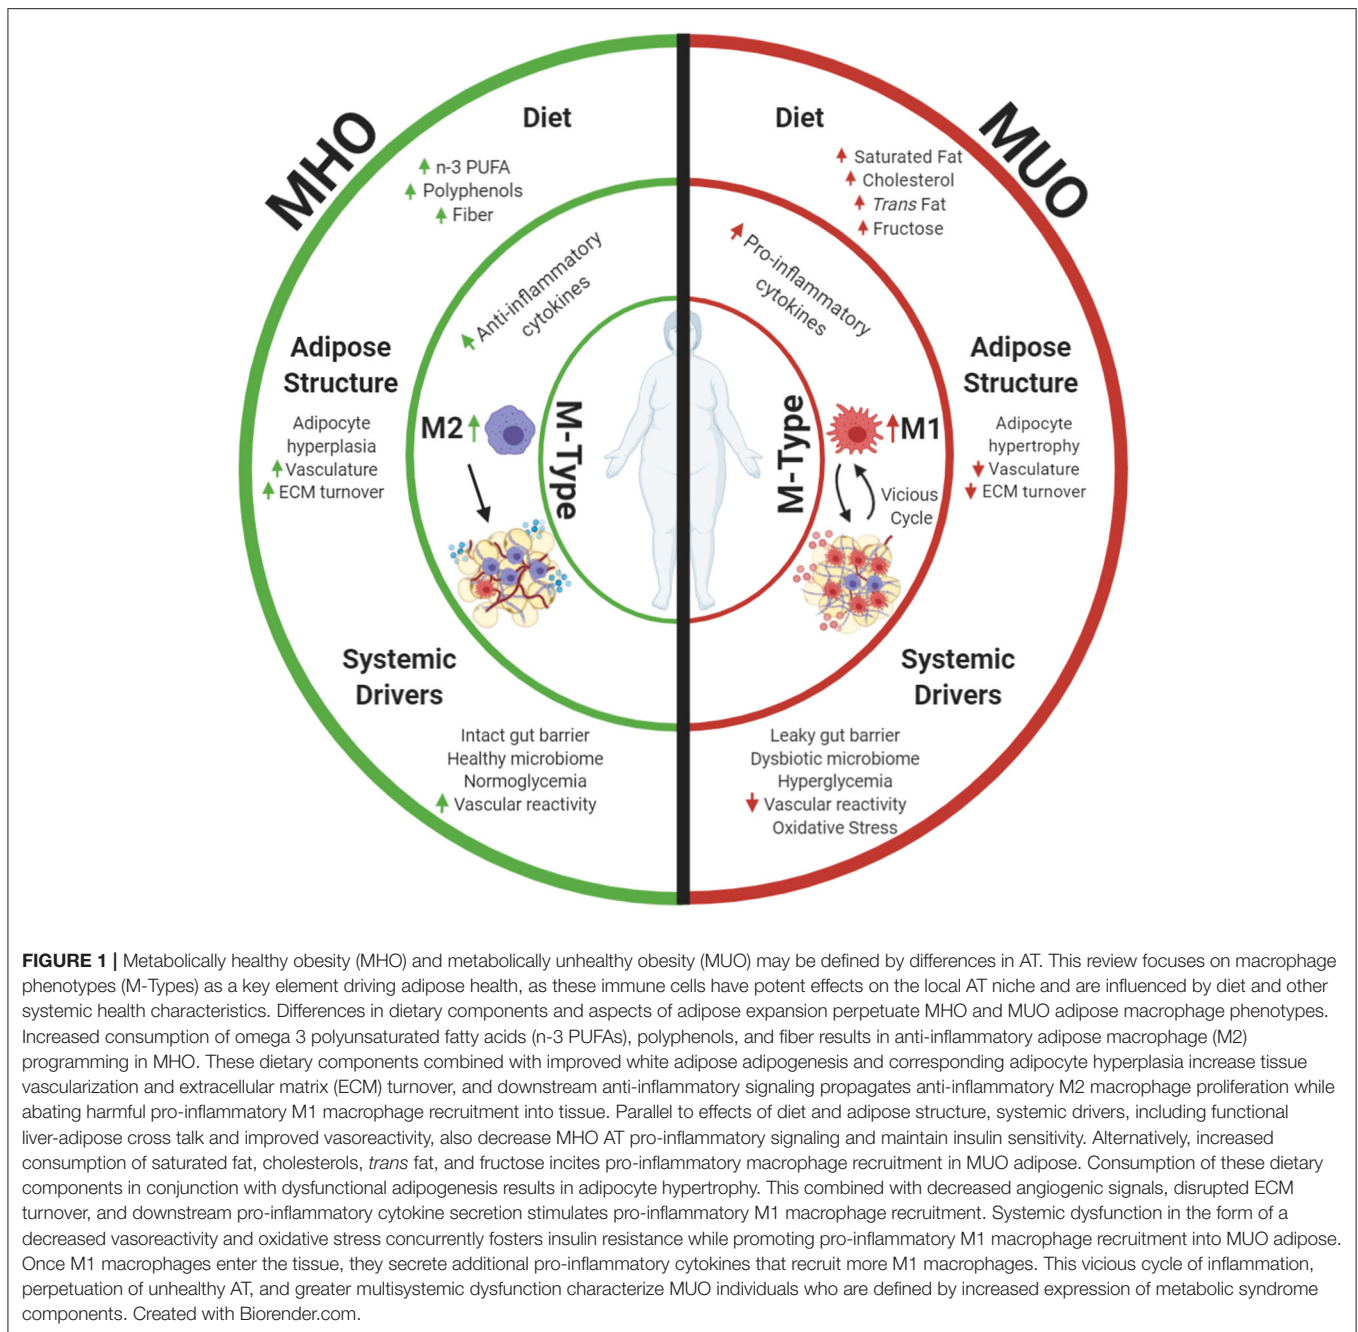 MHO
Diet
n-3 PUFA
Polyphenols
Fiber
Anti-inflammatory
cytokines
Adipose
Structure
Adipocyte
hyperplasia
Vasculature
ECM turnover
M2
M-Type
Systemic
Drivers
Intact gut barrier
Healthy microbiome
Normoglycemia
Vascular reactivity
MUO
Diet
Saturated Fat
Cholesterol
Trans Fat
Fructose
Pro-inflammatory
cytokines
Adipose
Structure
Adipocyte
hypertrophy
Vasculature
ECM turnover
M-Type
M1
Vicious
Cycle
Systemic
Drivers
Leaky gut barrier
Dysbiotic microbiome
Hyperglycemia
Vascular reactivity
Oxidative Stress
FIGURE 1 | Metabolically healthy obesity (MHO) and metabolically unhealthy obesity (MUO) may be defined by differences in AT. This review focuses on macrophage
phenotypes (M-Types) as a key element driving adipose health, as these immune cells have potent effects on the local AT niche and are influenced by diet and other
systemic health characteristics. Differences in dietary components and aspects of adipose expansion perpetuate MHO and MUO adipose macrophage phenotypes.
Increased consumption of omega 3 polyunsaturated fatty acids (n-3 PUFAs), polyphenols, and fiber results in anti-inflammatory adipose macrophage (M2)
programming in MHO. These dietary components combined with improved white adipose adipogenesis and corresponding adipocyte hyperplasia increase tissue
vascularization and extracellular matrix (ECM) turnover, and downstream anti-inflammatory signaling propagates anti-inflammatory M2 macrophage proliferation while
abating harmful pro-inflammatory M1 macrophage recruitment into tissue. Parallel to effects of diet and adipose structure, systemic drivers, including functional
liver-adipose cross talk and improved vasoreactivity, also decrease MHO AT pro-inflammatory signaling and maintain insulin sensitivity. Alternatively, increased
consumption of saturated fat, cholesterols, trans fat, and fructose incites pro-inflammatory macrophage recruitment in MUO adipose. Consumption of these dietary
components in conjunction with dysfunctional adipogenesis results in adipocyte hypertrophy. This combined with decreased angiogenic signals, disrupted ECM
turnover, and downstream pro-inflammatory cytokine secretion stimulates pro-inflammatory M1 macrophage recruitment. Systemic dysfunction in the form of a
decreased vasoreactivity and oxidative stress concurrently fosters insulin resistance while promoting pro-inflammatory M1 macrophage recruitment into MUO adipose.
Once M1 macrophages enter the tissue, they secrete additional pro-inflammatory cytokines that recruit more M1 macrophages. This vicious cycle of inflammation,
perpetuation of unhealthy AT, and greater multisystemic dysfunction characterize MUO individuals who are defined by increased expression of metabolic syndrome
components. Created with Biorender.com.